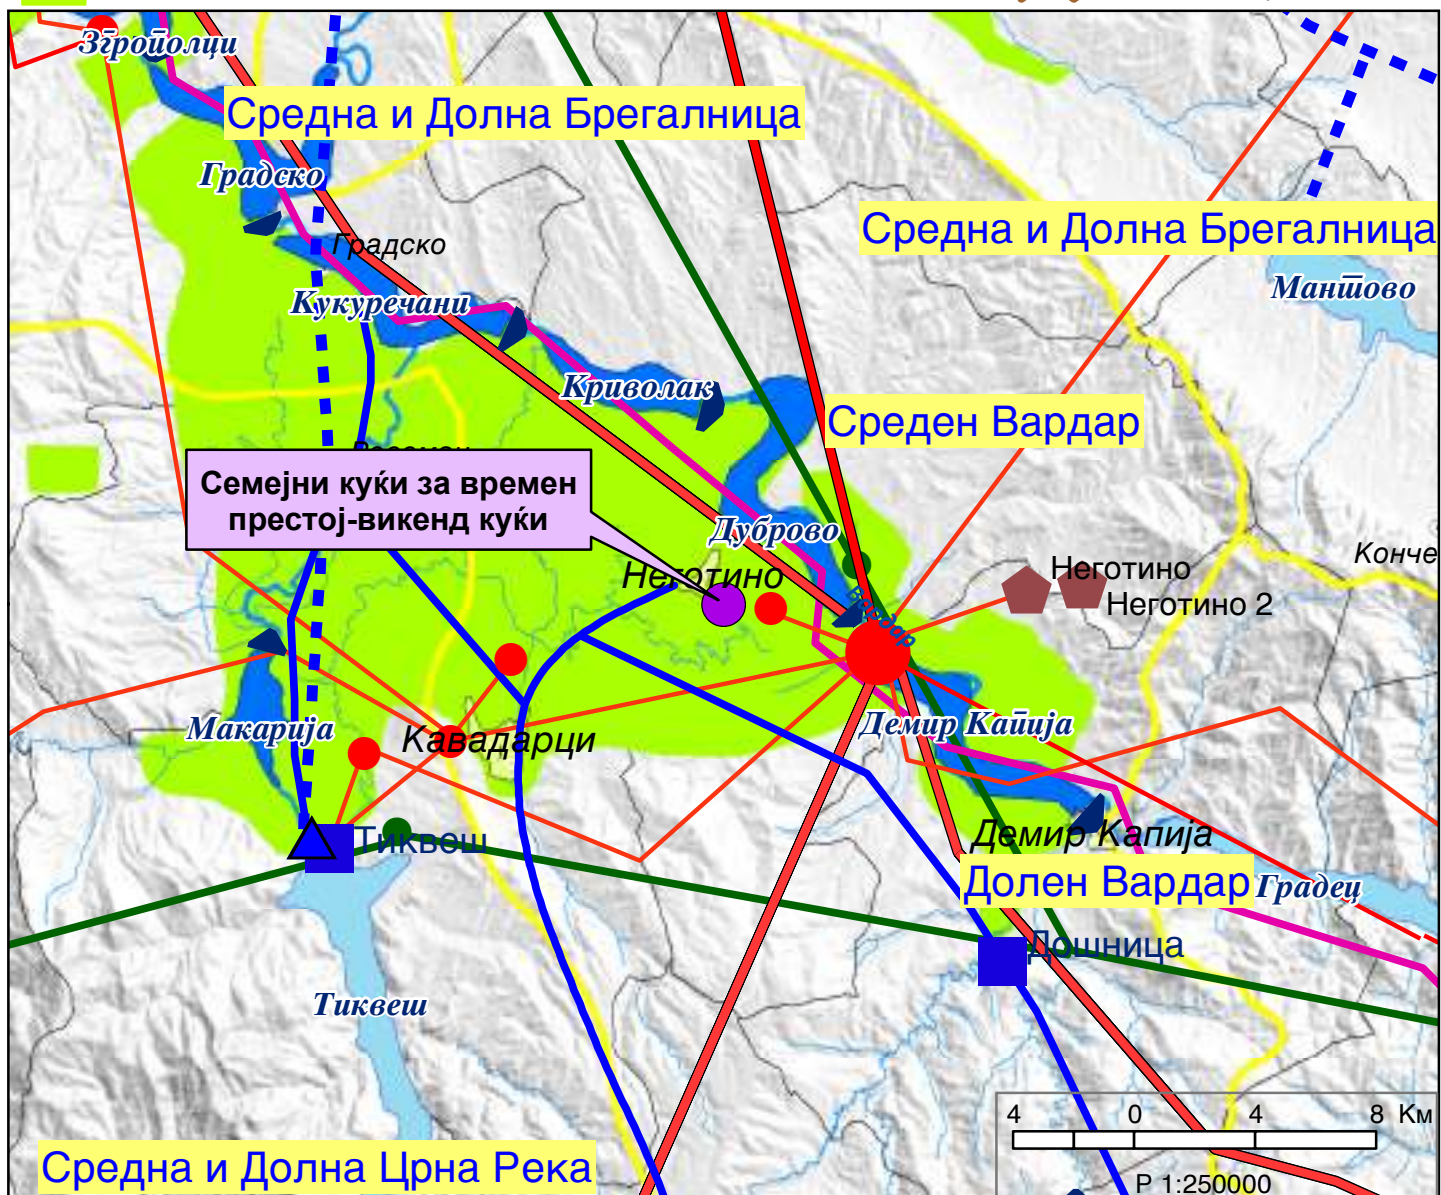 Згрополци
Средна и Долна Брегалница
Градско
Средна и Долна Брегалница
Градско
Мантово
Кукуречани
Криволак
Среден Вардар
Семејни куќи за времен
престој-викенд куќи
Дуброво
Конче
Неготино
Неготино
Неготино 2
Вардар
Макарија
Кавадарци
Демир Капија
Тиквеш
Демир Капија
Долен Вардар
Градец
Дошница
Тиквеш
4 0 4 8 Км
Средна и Долна Црна Река
Р 1:250000